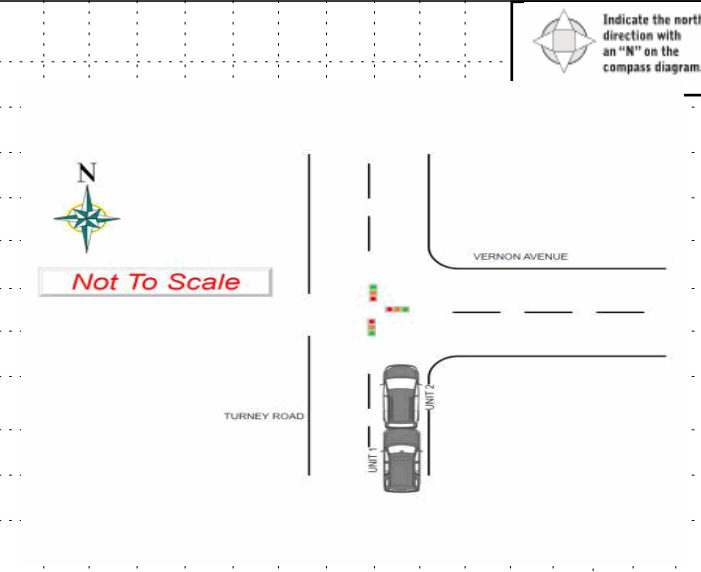 Indicate the north
direction with
an "N" on the
compass diagram.
N
VERNON AVENUE
Not To Scale
UNIT 2
TURNEY ROAD
UNIT 1